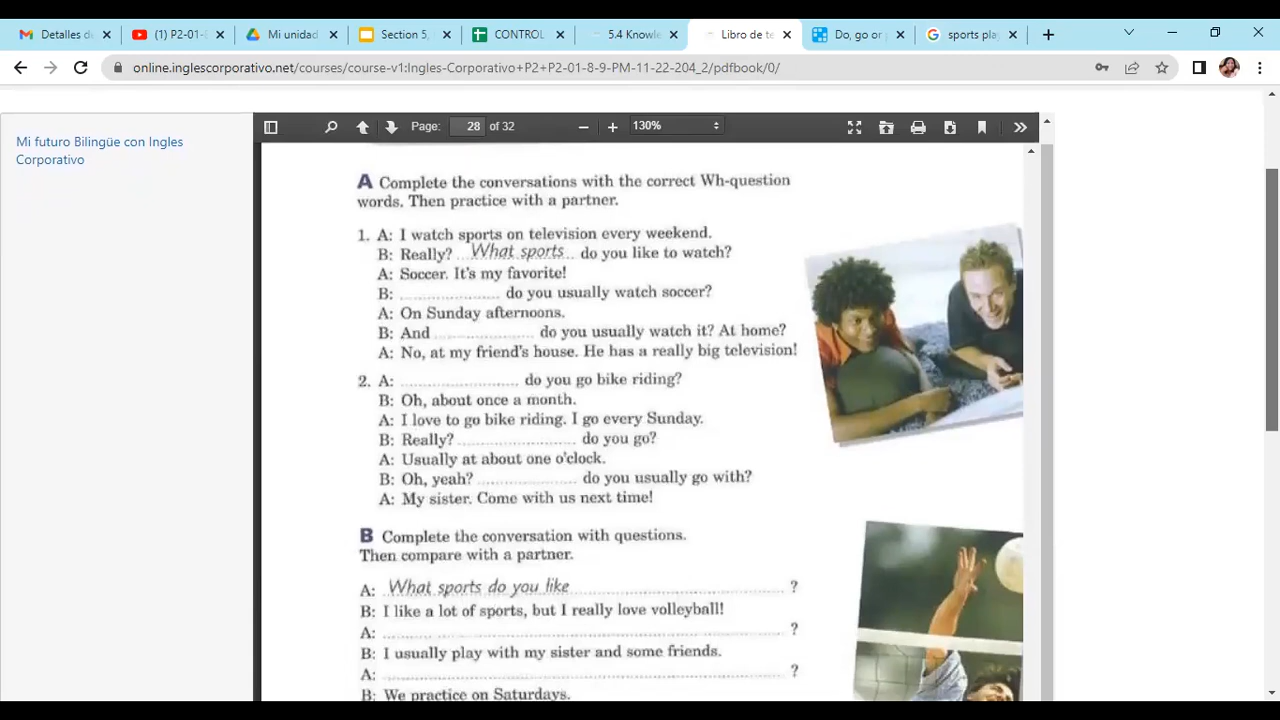 Detalles de
(1) P2-01-
Mi unidad
Section 5,
CONTROL
5.4 Knowle
Libro de te
Do, go or
sports pla
online.inglescorporativo.net/courses/course-v1:Ingles-Corporativo+P2+P2-01-8-9-PM-11-22-204_2/pdfbook/0/
Mi futuro Bilingüe con Ingles
Corporativo
Page: 28 of 32
130%
A Complete the conversations with the correct Wh-question
words. Then practice with a partner.
1. A: I watch sports on television every weekend.
B: Really? What sports do you like to watch?
A: Soccer. It's my favorite!
B: .................... do you usually watch soccer?
A: On Sunday afternoons.
B: And .................... do you usually watch it? At home?
A: No, at my friend's house. He has a really big television!
2. A: .................... do you go bike riding?
B: Oh, about once a month.
A: I love to go bike riding. I go every Sunday.
B: Really? .................... do you go?
A: Usually at about one o'clock.
B: Oh, yeah? .................... do you usually go with?
A: My sister. Come with us next time!
B Complete the conversation with questions.
Then compare with a partner.
A: What sports do you like ....................?
B: I like a lot of sports, but I really love volleyball!
A: ....................?
B: I usually play with my sister and some friends.
A: ....................?
B: We practice on Saturdays.